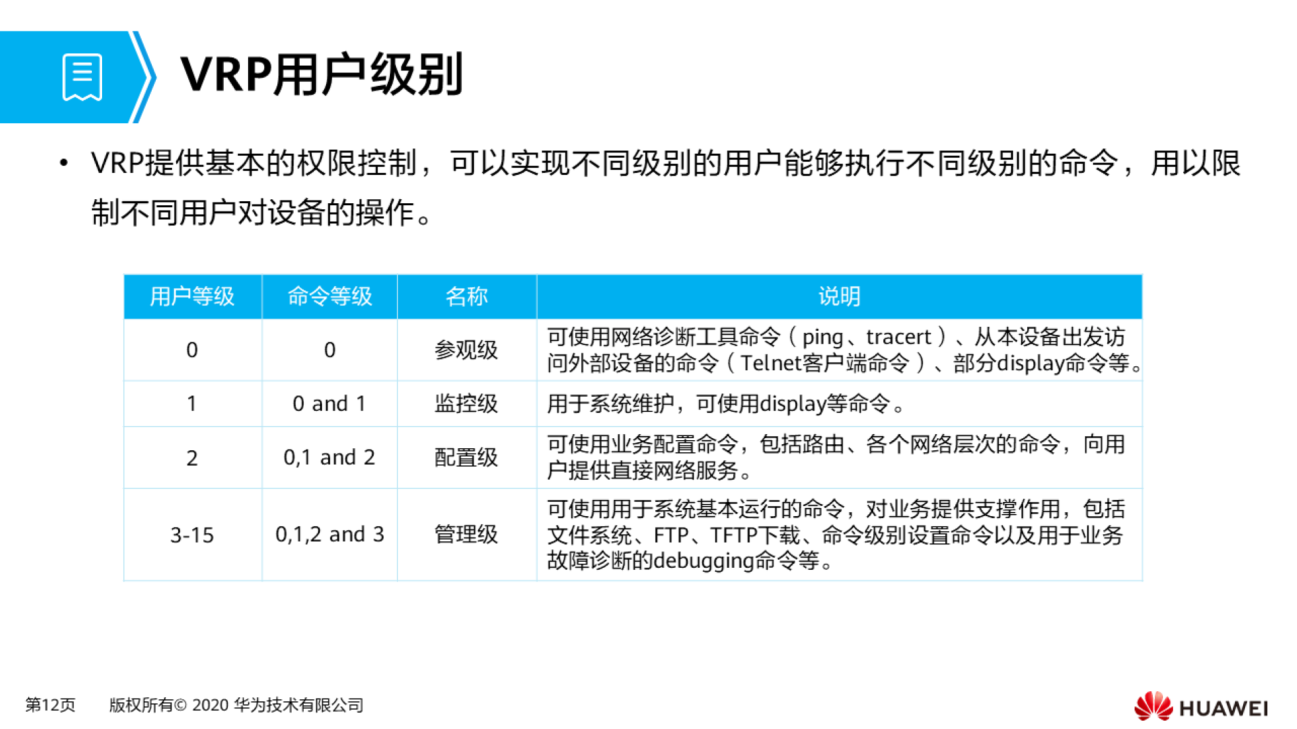 VRP用户级别
• VRP提供基本的权限控制，可以实现不同级别的用户能够执行不同级别的命令，用以限
制不同用户对设备的操作。
用户等级 命令等级 名称 说明
0 0 参观级 可使用网络诊断工具命令（ping、tracert）、从本设备出发访
问外部设备的命令（Telnet客户端命令）、部分display命令等。
1 0 and 1 监控级 用于系统维护，可使用display等命令。
2 0,1 and 2 配置级 可使用业务配置命令，包括路由、各个网络层次的命令，向用
户提供直接网络服务。
3-15 0,1,2 and 3 管理级 可使用用于系统基本运行的命令，对业务提供支撑作用，包括
文件系统、FTP、TFTP下载、命令级别设置命令以及用于业务
故障诊断的debugging命令等。
第12页 版权所有© 2020 华为技术有限公司
HUAWEI